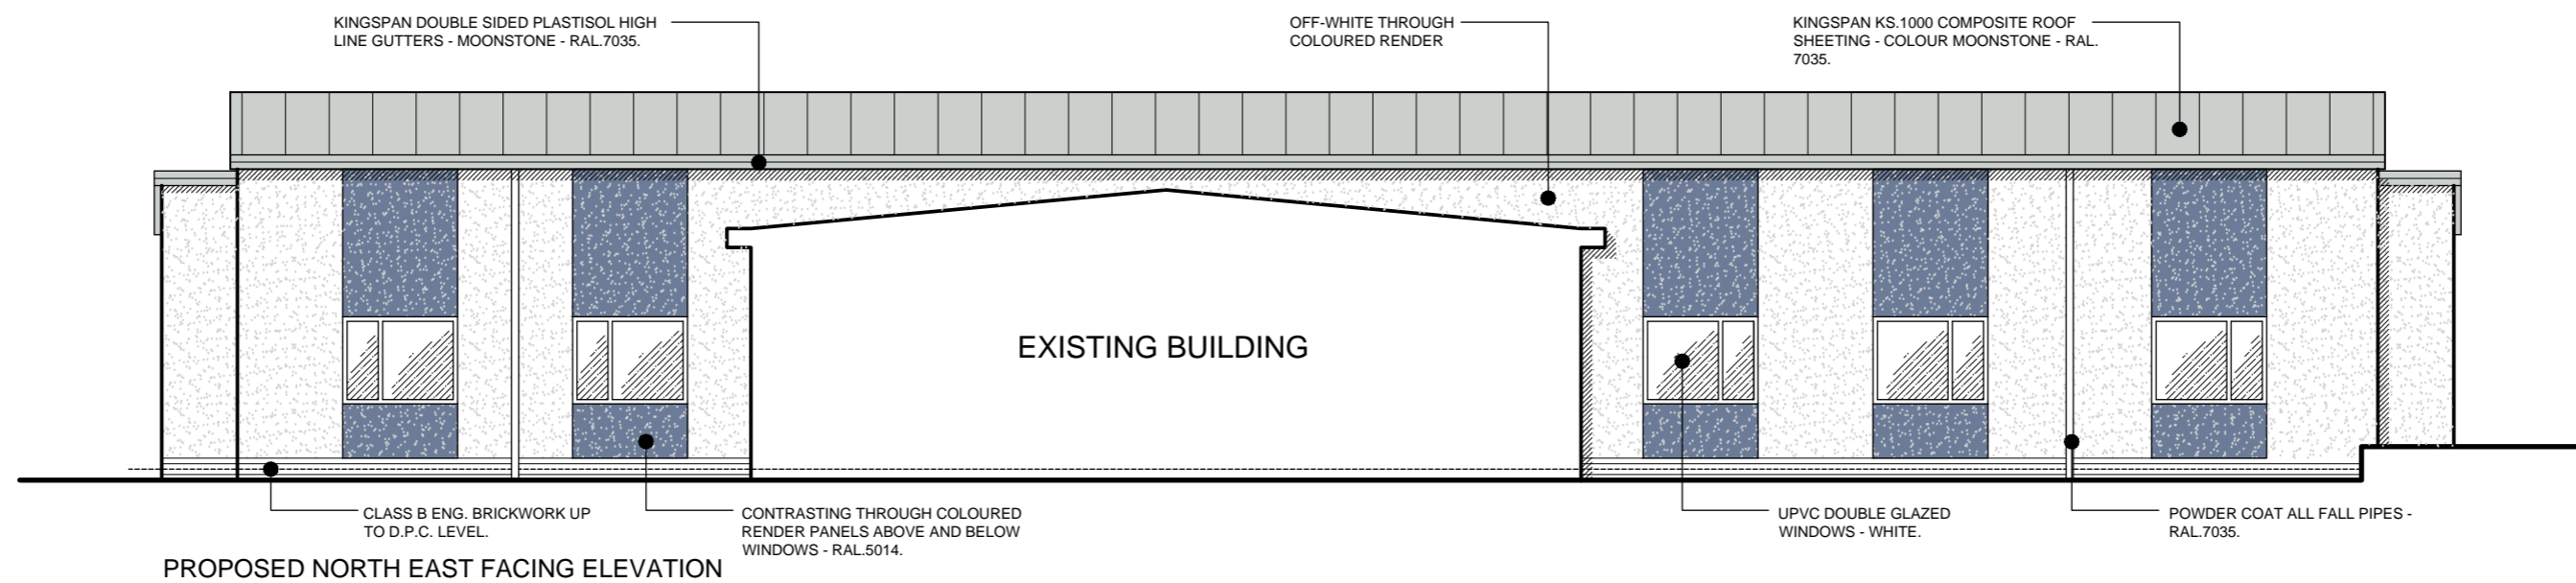 KINGSPAN DOUBLE SIDED PLASTISOL HIGH
LINE GUTTERS - MOONSTONE - RAL.7035.
OFF-WHITE THROUGH
COLOURED RENDER
KINGSPAN KS.1000 COMPOSITE ROOF
SHEETING - COLOUR MOONSTONE - RAL.
7035.
EXISTING BUILDING
CLASS B ENG. BRICKWORK UP
TO D.P.C. LEVEL.
CONTRASTING THROUGH COLOURED
RENDER PANELS ABOVE AND BELOW
WINDOWS - RAL.5014.
UPVC DOUBLE GLAZED
WINDOWS - WHITE.
POWDER COAT ALL FALL PIPES -
RAL.7035.
PROPOSED NORTH EAST FACING ELEVATION